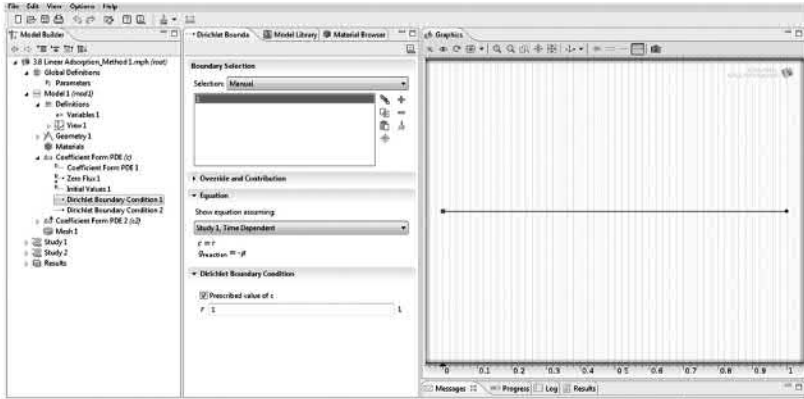 File Edit View Options Help
Model Builder
3.8 Linear Adsorption_Method 1.mph (root)
Global Definitions
Parameters
Model 1 (mod1)
Definitions
Variables 1
View 1
Geometry 1
Materials
Coefficient Form PDE (c)
Coefficient Form PDE 1
Zero Flux 1
Initial Values 1
Dirichlet Boundary Condition 1
Dirichlet Boundary Condition 2
Coefficient Form PDE 2 (c2)
Mesh 1
Study 1
Study 2
Results
Dirichlet Bounda Model Library Material Browser
Boundary Selection
Selection: Manual
1
Override and Contribution
Equation
Show equation assuming:
Study 1, Time Dependent
c = r
g reaction = -μ
Dirichlet Boundary Condition
Prescribed value of c
r 1 1
Graphics
0 0.1 0.2 0.3 0.4 0.5 0.6 0.7 0.8 0.9 1
Messages Progress Log Results